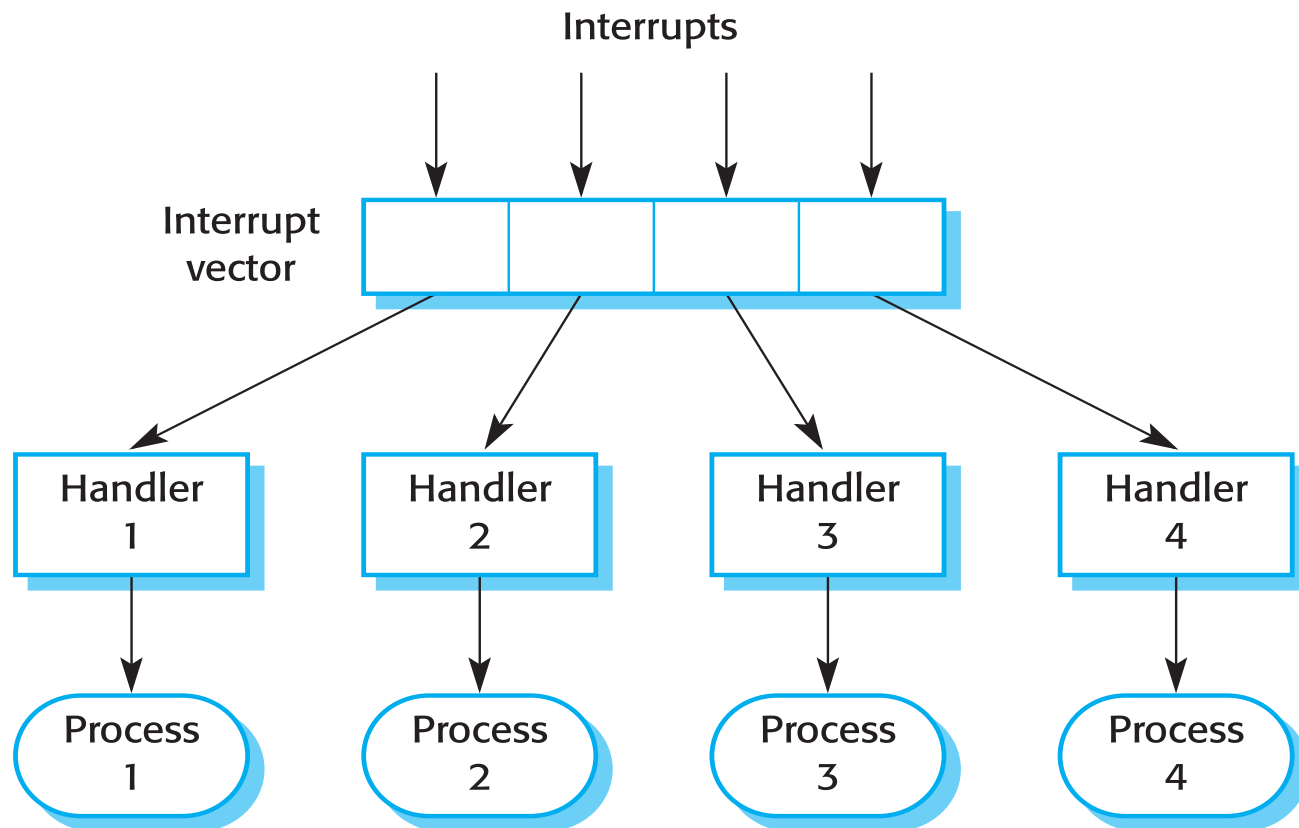 Interrupts
Interrupt
vector
Handler
1
Handler
2
Handler
3
Handler
4
Process
1
Process
2
Process
3
Process
4